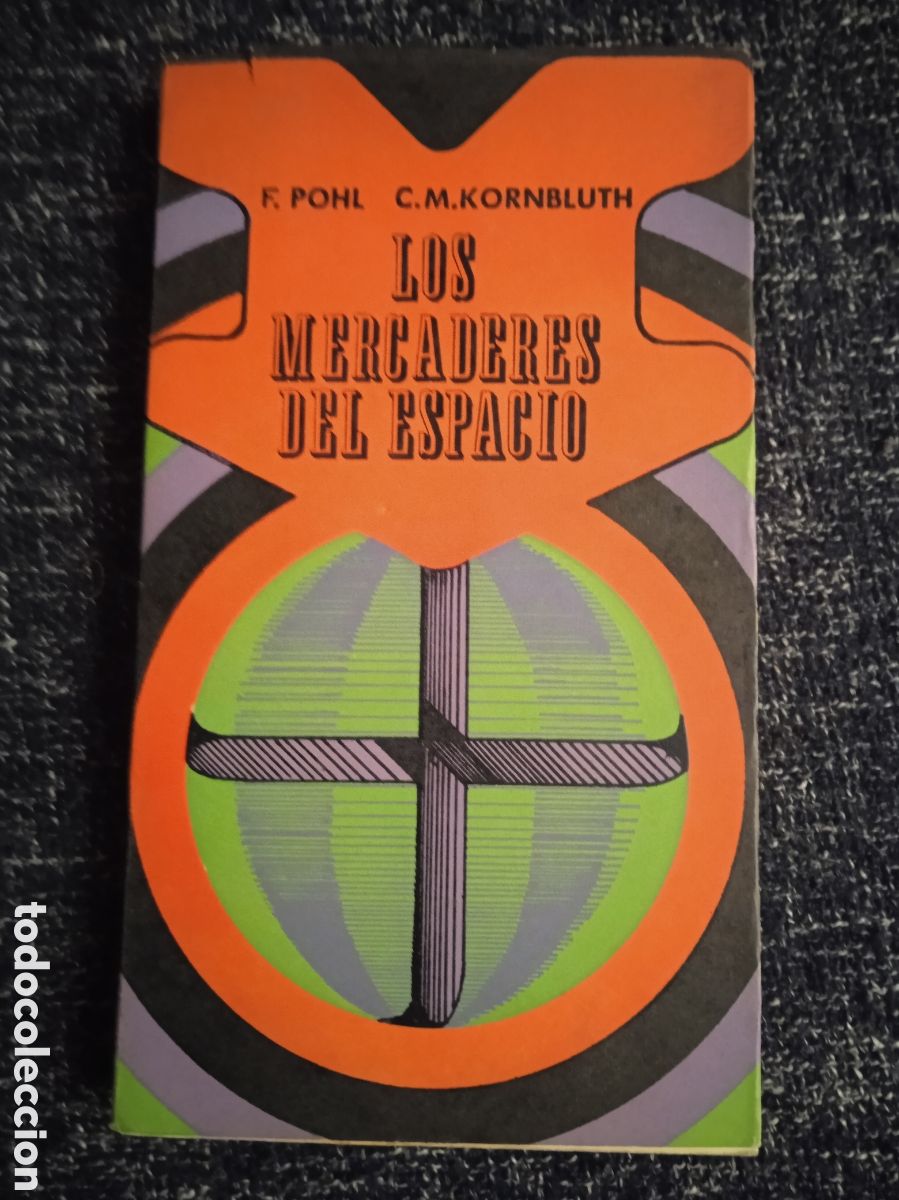 F. POHL C.M.KORNBLUTH
LOS
MERCADERES
DEL ESPACIO
todocoleccion